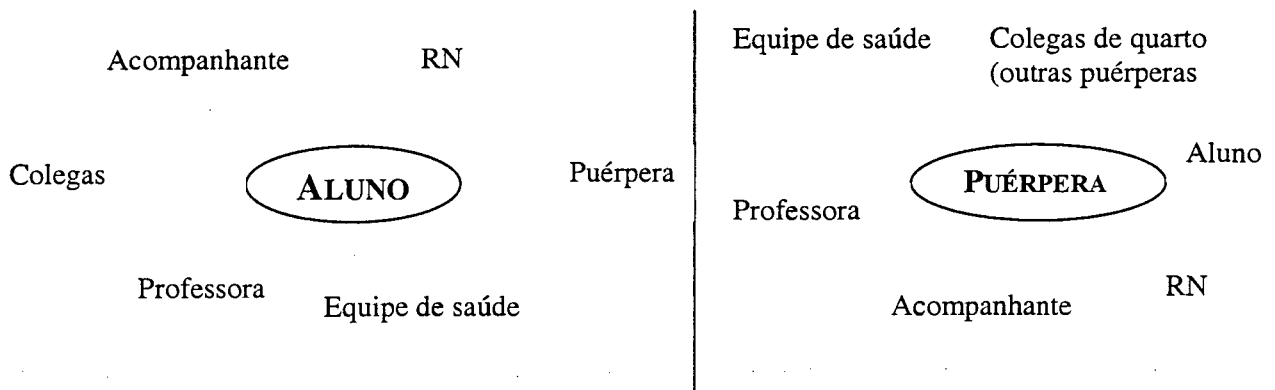 Acompanhante RN
Colegas
ALUNO
Puérpera
Professora
Equipe de saúde
Equipe de saúde
Colegas de quarto
(outras puérperas
Aluno
PUÉRPERA
Professora
RN
Acompanhante